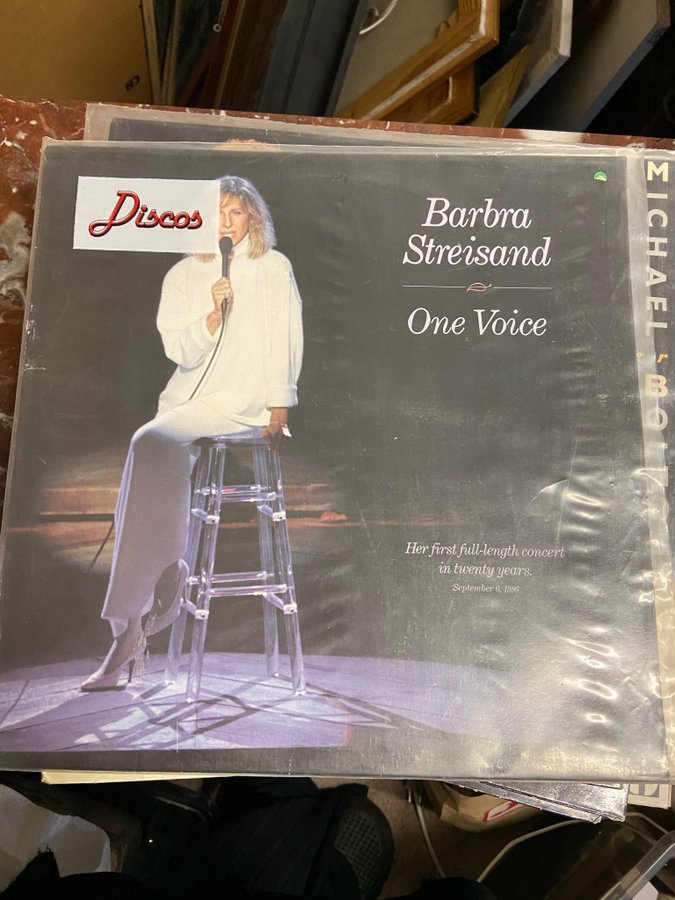 Discos
Barbra
Streisand
One Voice
Her first full-length concert
in twenty years.
September 6, 1986
MICHAEL